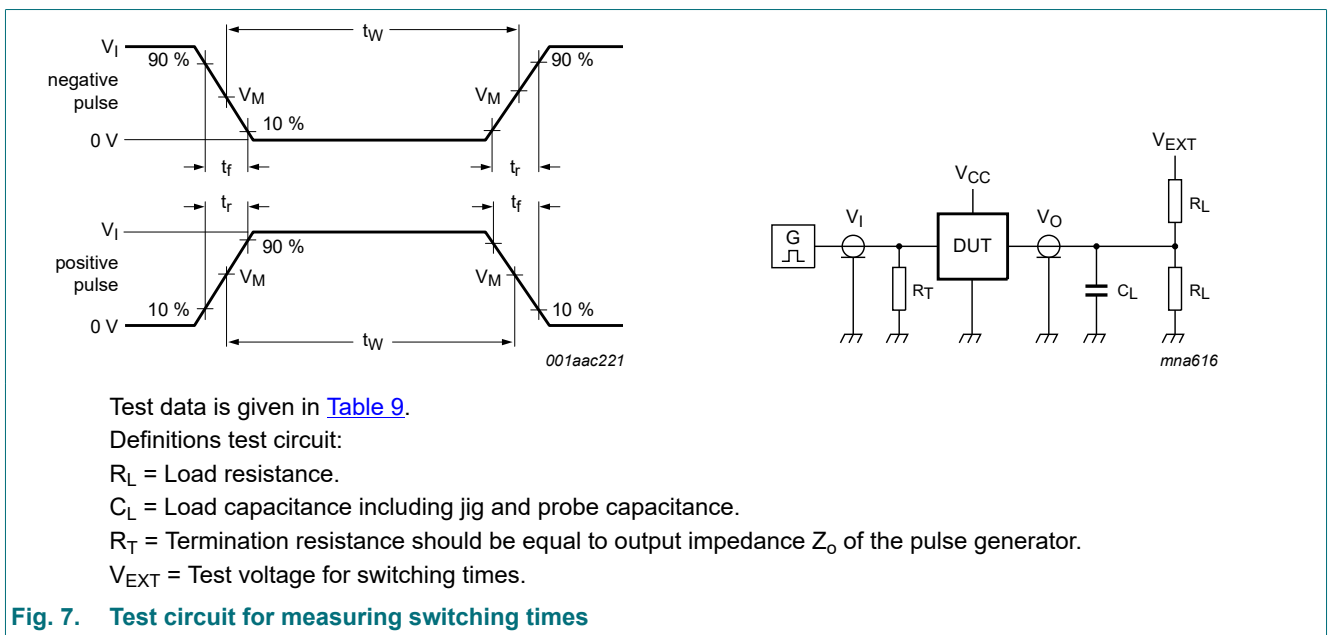 V_I
90 %
negative pulse
V_M
10 %
0 V
t_W
V_M
90 %
t_f
t_r
t_r
t_f
V_I
90 %
positive pulse
V_M
V_M
10 %
10 %
0 V
t_W
001aac221
V_EXT
V_CC
R_L
V_I
V_O
G
DUT
R_T
C_L
R_L
mna616
Test data is given in Table 9.
Definitions test circuit:
R_L = Load resistance.
C_L = Load capacitance including jig and probe capacitance.
R_T = Termination resistance should be equal to output impedance Z_o of the pulse generator.
V_EXT = Test voltage for switching times.
Fig. 7. Test circuit for measuring switching times